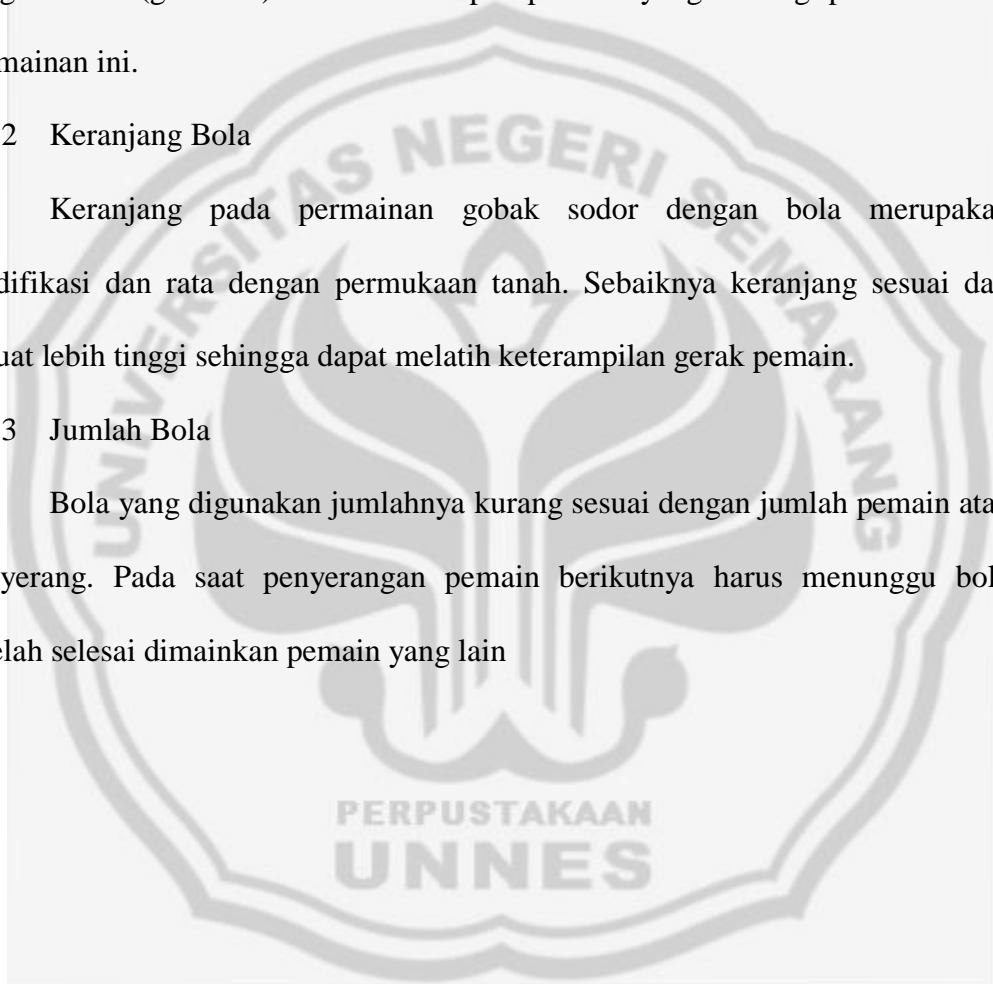 mainan ini.
2 Keranjang Bola
Keranjang pada permainan gobak sodor dengan bola merupaka
difikasi dan rata dengan permukaan tanah. Sebaiknya keranjang sesuai da
uat lebih tinggi sehingga dapat melatih keterampilan gerak pemain.
3 Jumlah Bola
Bola yang digunakan jumlahnya kurang sesuai dengan jumlah pemain ata
yerang. Pada saat penyerangan pemain berikutnya harus menunggu bol
elah selesai dimainkan pemain yang lain
UNIVERSITAS NEGERI SEMARANG
PERPUSTAKAAN
UNNES